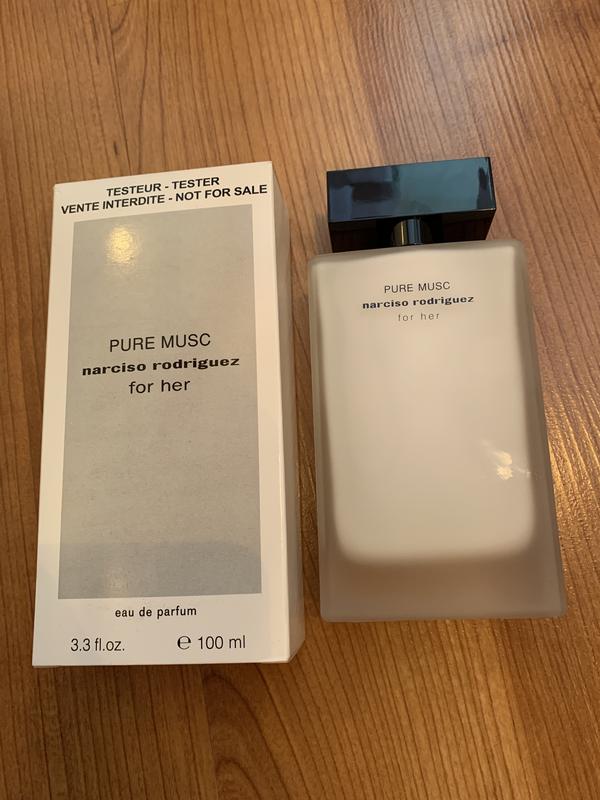 TESTEUR - TESTER
VENTE INTERDITE - NOT FOR SALE
PURE MUSC
narciso rodriguez
for her
eau de parfum
3.3 fl.oz. ℮ 100 ml
PURE MUSC
narciso rodriguez
for her